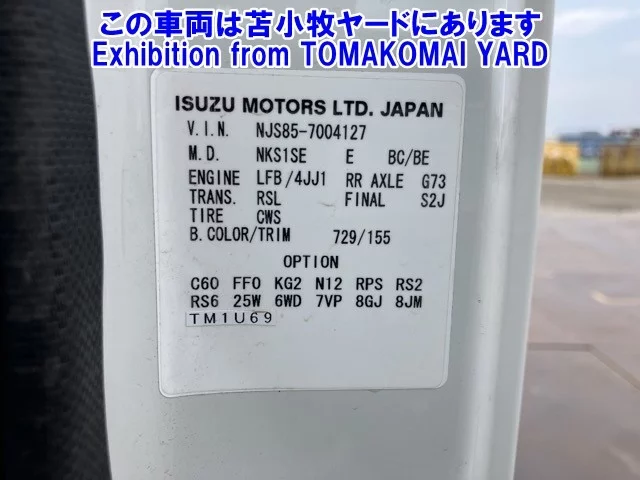 この車両は苫小牧ヤードにあります
Exhibition from TOMAKOMAI YARD
ISUZU MOTORS LTD. JAPAN
V.I.N. NJS85-7004127
M.D. NKS1SE E BC/BE
ENGINE LFB/4JJ1 RR AXLE G73
TRANS. RSL FINAL S2J
TIRE CWS
B.COLOR/TRIM 729/155
OPTION
C60 FF0 KG2 N12 RPS RS2
RS6 25W 6WD 7VP 8GJ 8JM
TM1U69